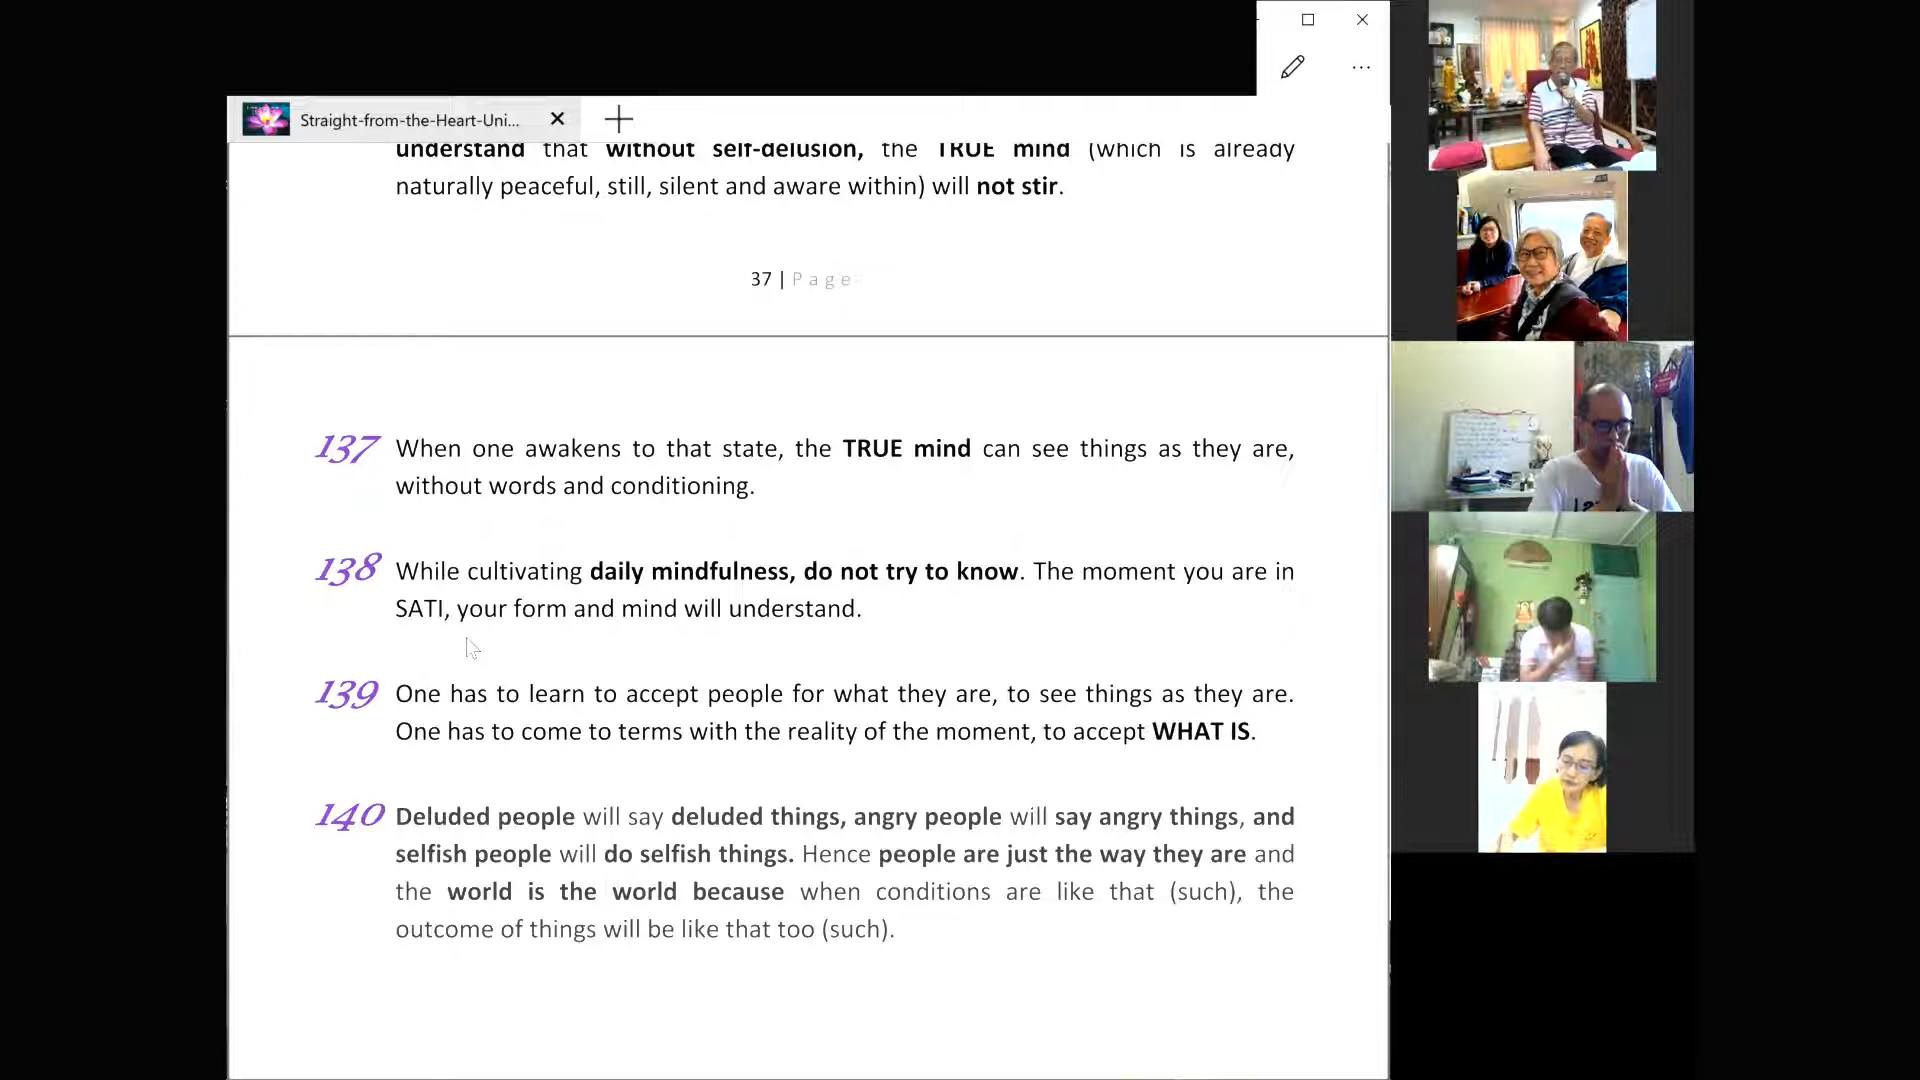 Straight-from-the-Heart-Uni...
understand that without self-delusion, the TRUE mind (which is already
naturally peaceful, still, silent and aware within) will not stir.
37 | Page
137 When one awakens to that state, the TRUE mind can see things as they are,
without words and conditioning.
138 While cultivating daily mindfulness, do not try to know. The moment you are in
SATI, your form and mind will understand.
139 One has to learn to accept people for what they are, to see things as they are.
One has to come to terms with the reality of the moment, to accept WHAT IS.
140 Deluded people will say deluded things, angry people will say angry things, and
selfish people will do selfish things. Hence people are just the way they are and
the world is the world because when conditions are like that (such), the
outcome of things will be like that too (such).